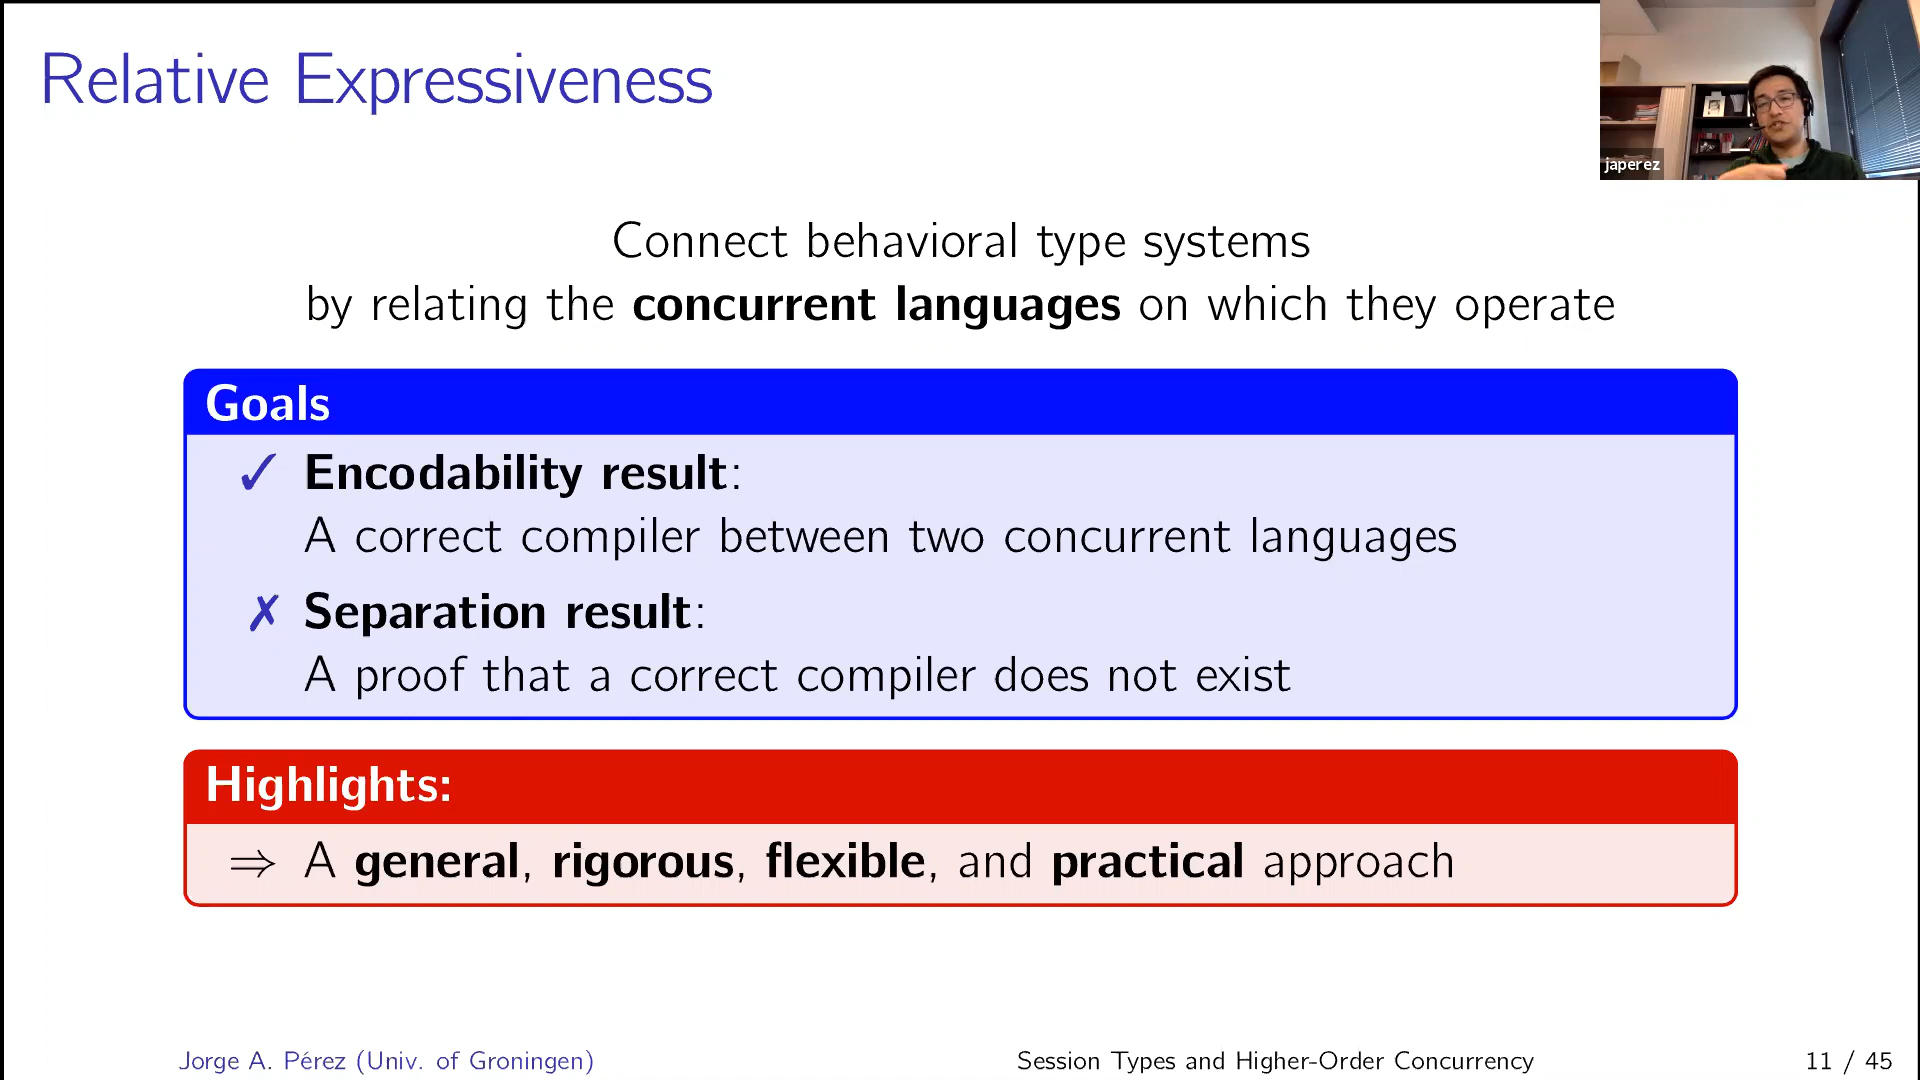 Relative Expressiveness
japerez
Connect behavioral type systems
by relating the concurrent languages on which they operate
Goals
✓ Encodability result:
A correct compiler between two concurrent languages
✗ Separation result:
A proof that a correct compiler does not exist
Highlights:
⇒ A general, rigorous, flexible, and practical approach
Jorge A. Pérez (Univ. of Groningen) Session Types and Higher-Order Concurrency 11 / 45